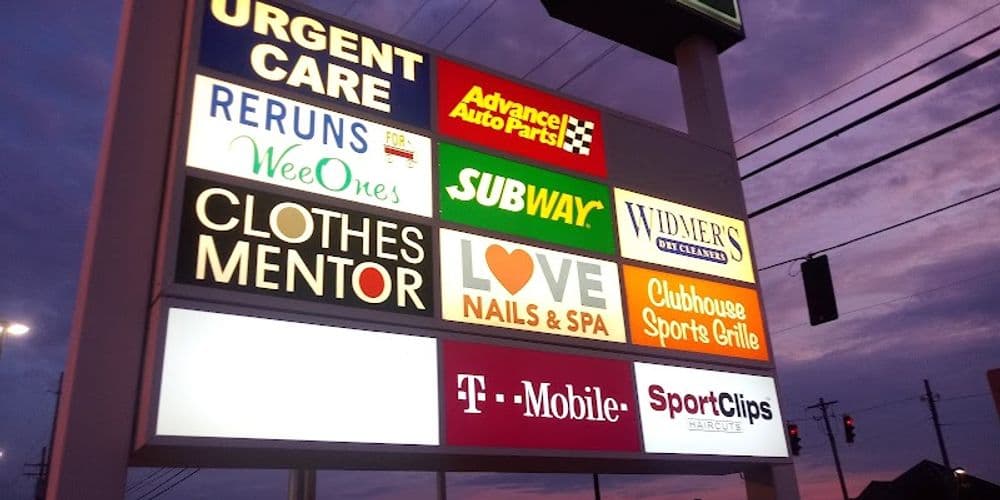 URGENT
CARE
Advance
Auto Parts
RERUNS
FOR
WeeOnes
SUBWAY
WIDMER'S
DRY CLEANERS
CLOTHES
MENTOR
LOVE
NAILS & SPA
Clubhouse
Sports Grille
T-Mobile
SportClips
HAIRCUTS